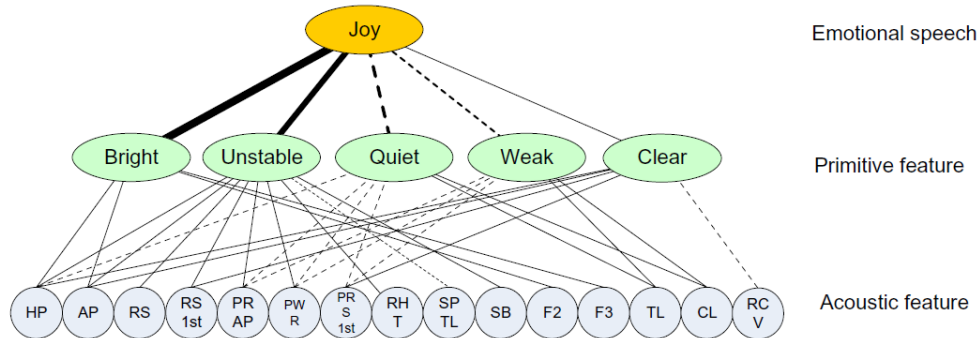 Joy
Emotional speech
Bright
Unstable
Quiet
Weak
Clear
Primitive feature
HP
AP
RS
RS
1st
PR
AP
PW
R
PR
S
1st
RH
T
SP
TL
SB
F2
F3
TL
CL
RC
V
Acoustic feature